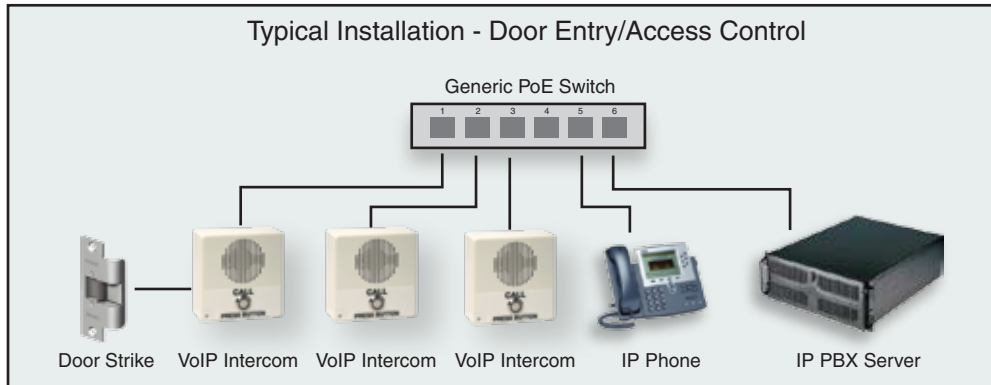 Typical Installation - Door Entry/Access Control
Generic PoE Switch
1 2 3 4 5 6
CALL
PRESS BUTTON
CALL
PRESS BUTTON
CALL
PRESS BUTTON
Door Strike VoIP Intercom VoIP Intercom VoIP Intercom IP Phone IP PBX Server